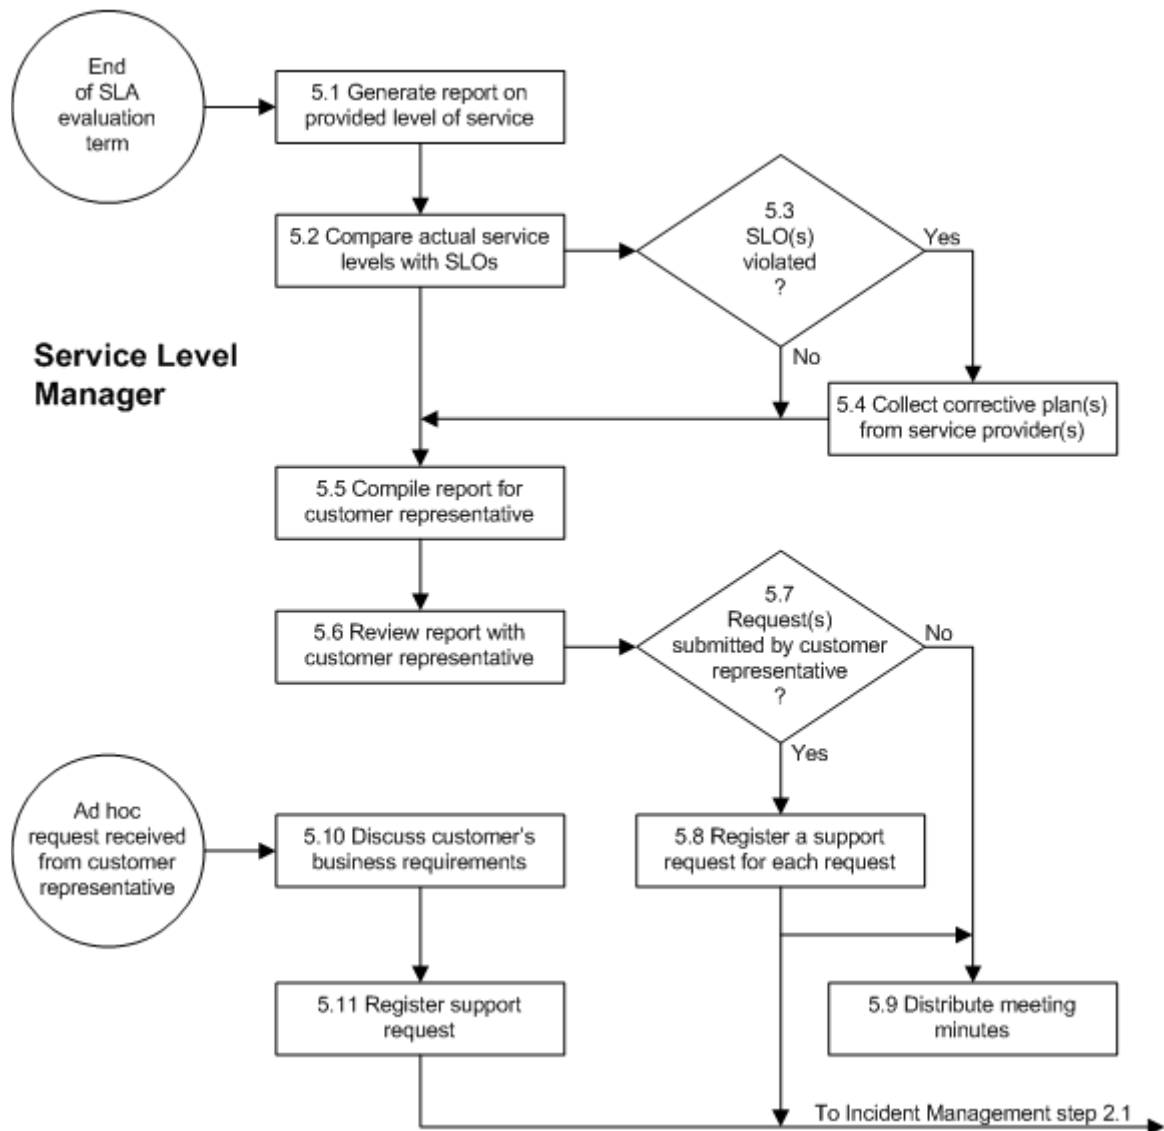 End
of SLA
evaluation
term
5.1 Generate report on
provided level of service
5.2 Compare actual service
levels with SLOs
5.3
SLO(s)
violated
?
Yes
No
Service Level
Manager
5.4 Collect corrective plan(s)
from service provider(s)
5.5 Compile report for
customer representative
5.6 Review report with
customer representative
5.7
Request(s)
submitted by customer
representative
?
No
Yes
Ad hoc
request received
from customer
representative
5.10 Discuss customer's
business requirements
5.8 Register a support
request for each request
5.11 Register support
request
5.9 Distribute meeting
minutes
To Incident Management step 2.1